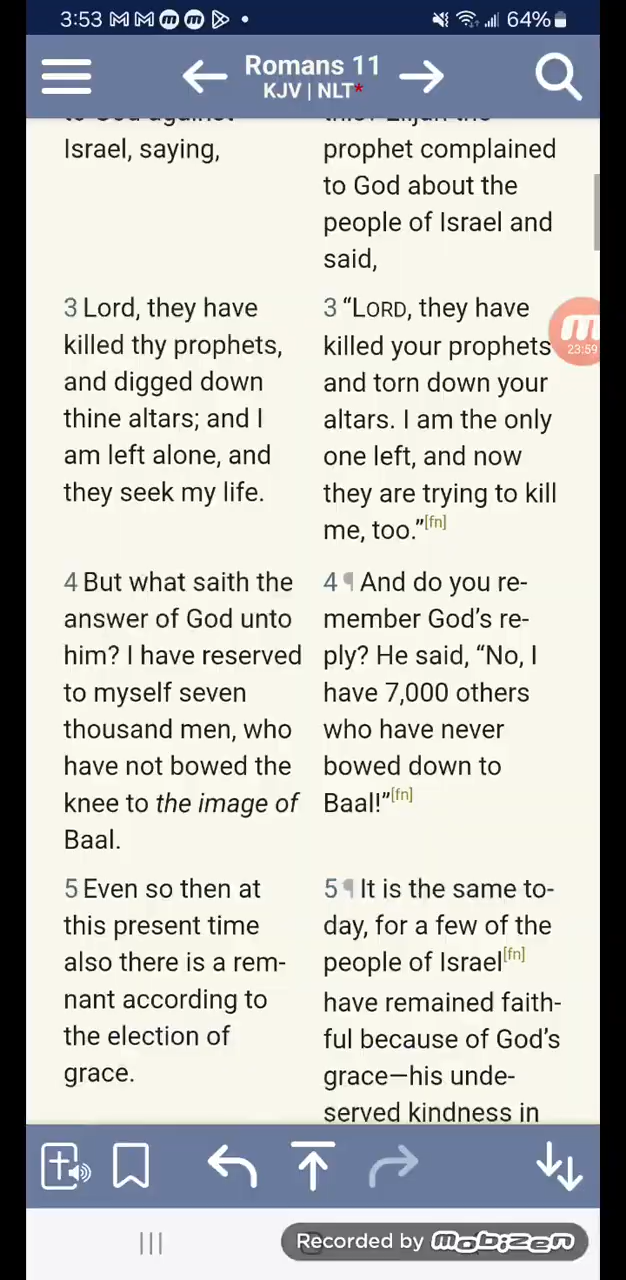 3:53
64%
Romans 11
KJV | NLT*
to God against
Israel, saying,
3 Lord, they have
killed thy prophets,
and digged down
thine altars; and I
am left alone, and
they seek my life.
4 But what saith the
answer of God unto
him? I have reserved
to myself seven
thousand men, who
have not bowed the
knee to the image of
Baal.
5 Even so then at
this present time
also there is a rem-
nant according to
the election of
grace.
this? Elijah the
prophet complained
to God about the
people of Israel and
said,
3 “LORD, they have
killed your prophets
and torn down your
altars. I am the only
one left, and now
they are trying to kill
me, too.”[fn]
4 ¶ And do you re-
member God’s re-
ply? He said, “No, I
have 7,000 others
who have never
bowed down to
Baal!”[fn]
5 ¶ It is the same to-
day, for a few of the
people of Israel[fn]
have remained faith-
ful because of God’s
grace—his unde-
served kindness in
23:59
Recorded by mobizen